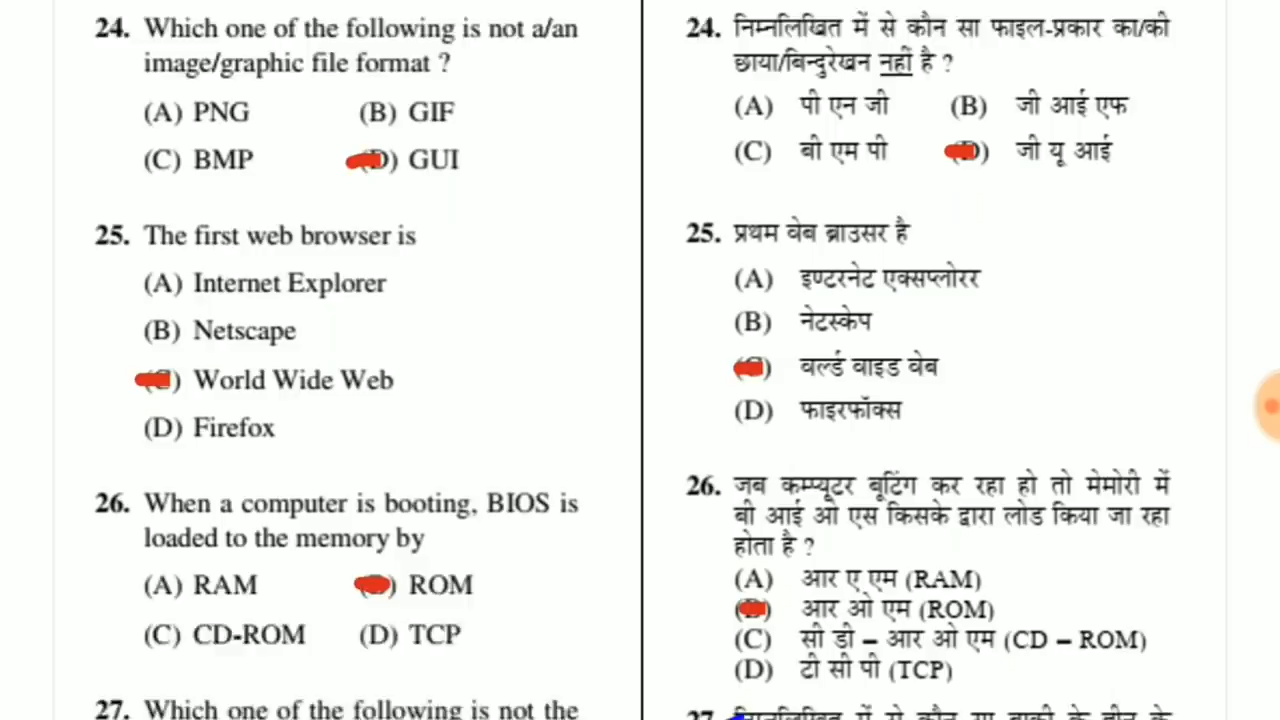 24. Which one of the following is not a/an
image/graphic file format ?
(A) PNG (B) GIF
(C) BMP D) GUI
25. The first web browser is
(A) Internet Explorer
(B) Netscape
) World Wide Web
(D) Firefox
26. When a computer is booting, BIOS is
loaded to the memory by
(A) RAM ) ROM
(C) CD-ROM (D) TCP
27. Which one of the following is not the
24. निम्नलिखित में से कौन सा फाइल-प्रकार का/की
छाया/बिन्दुरेखन नहीं है ?
(A) पी एन जी (B) जी आई एफ
(C) बी एम पी D) जी यू आई
25. प्रथम वेब ब्राउसर है
(A) इण्टरनेट एक्सप्लोरर
(B) नेटस्केप
) वर्ल्ड वाइड वेब
(D) फाइरफॉक्स
26. जब कम्प्यूटर बूटिंग कर रहा हो तो मेमोरी में
बी आई ओ एस किसके द्वारा लोड किया जा रहा
होता है ?
(A) आर ए एम (RAM)
) आर ओ एम (ROM)
(C) सी डी – आर ओ एम (CD – ROM)
(D) टी सी पी (TCP)
27. निम्नलिखित में से कौन सा बाकी के तीन के